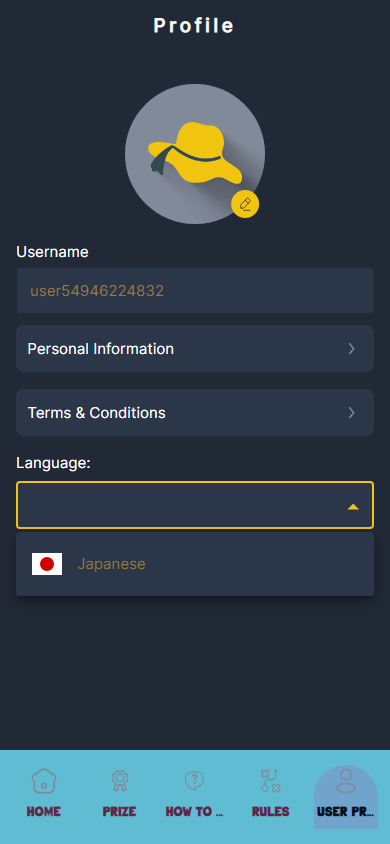 Profile
Username
user54946224832
Personal Information
Terms & Conditions
Language:
Japanese
HOME
PRIZE
HOW TO ...
RULES
USER PR...